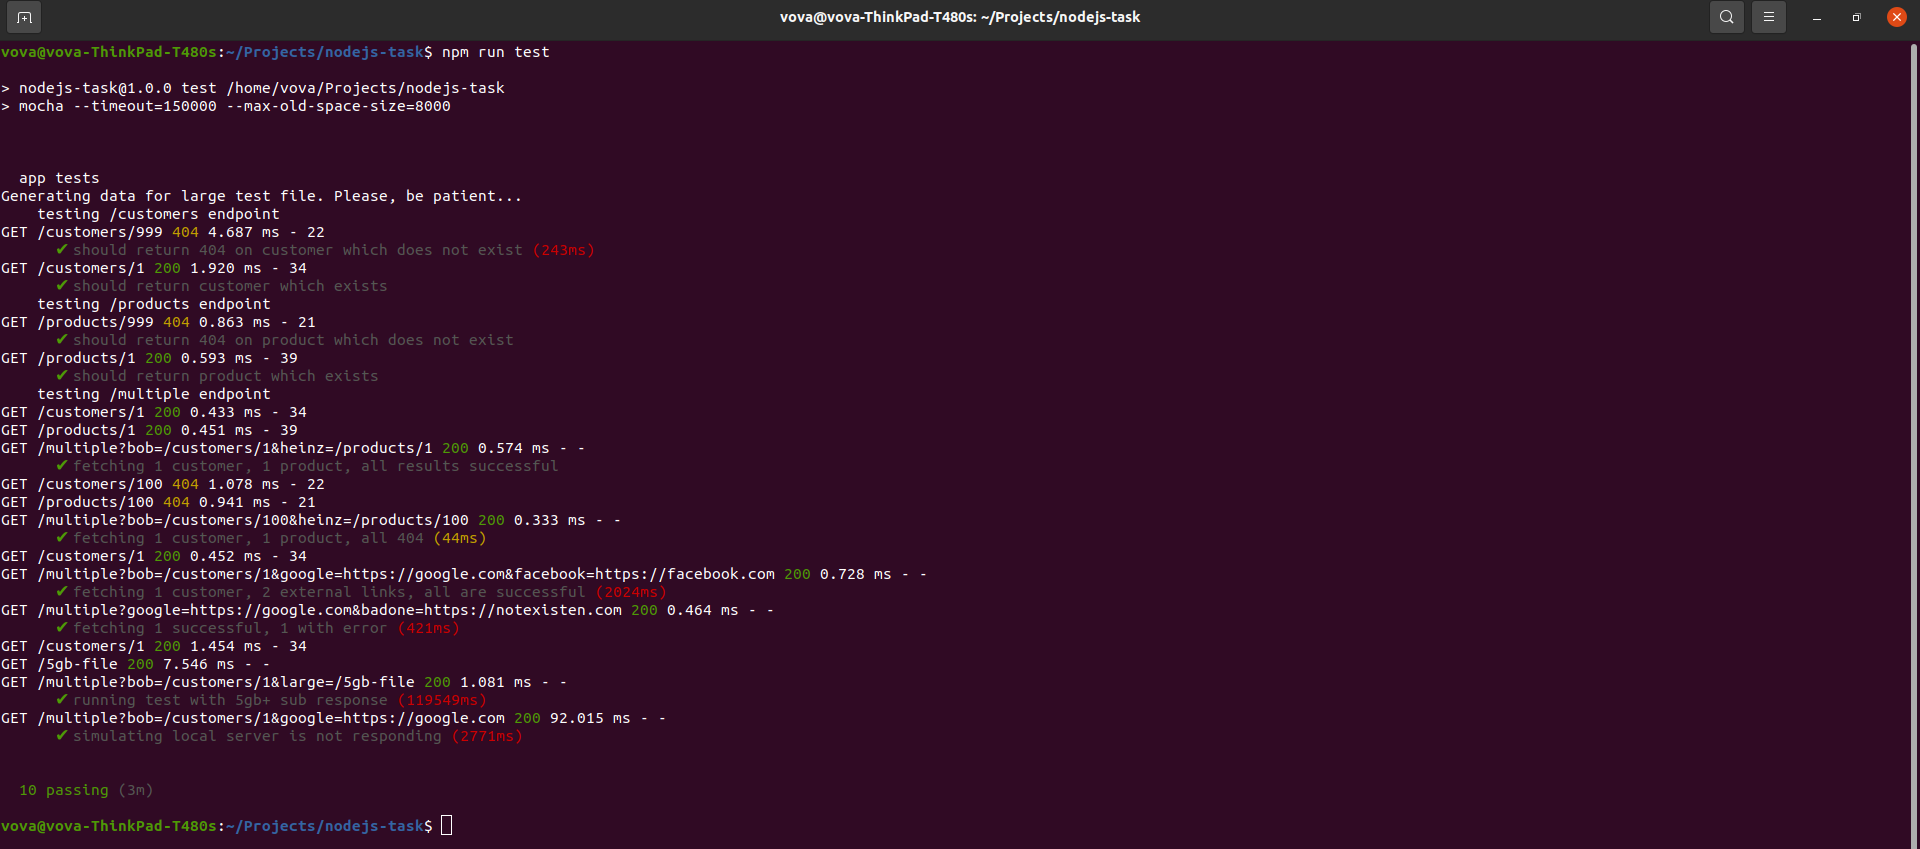 vova@vova-ThinkPad-T480s: ~/Projects/nodejs-task
vova@vova-ThinkPad-T480s:~/Projects/nodejs-task$ npm run test
> nodejs-task@1.0.0 test /home/vova/Projects/nodejs-task
> mocha --timeout=150000 --max-old-space-size=8000
app tests
Generating data for large test file. Please, be patient...
testing /customers endpoint
GET /customers/999 404 4.687 ms - 22
✔ should return 404 on customer which does not exist (243ms)
GET /customers/1 200 1.920 ms - 34
✔ should return customer which exists
testing /products endpoint
GET /products/999 404 0.863 ms - 21
✔ should return 404 on product which does not exist
GET /products/1 200 0.593 ms - 39
✔ should return product which exists
testing /multiple endpoint
GET /customers/1 200 0.433 ms - 34
GET /products/1 200 0.451 ms - 39
GET /multiple?bob=/customers/1&heinz=/products/1 200 0.574 ms - -
✔ fetching 1 customer, 1 product, all results successful
GET /customers/100 404 1.078 ms - 22
GET /products/100 404 0.941 ms - 21
GET /multiple?bob=/customers/100&heinz=/products/100 200 0.333 ms - -
✔ fetching 1 customer, 1 product, all 404 (44ms)
GET /customers/1 200 0.452 ms - 34
GET /multiple?bob=/customers/1&google=https://google.com&facebook=https://facebook.com 200 0.728 ms - -
✔ fetching 1 customer, 2 external links, all are successful (2024ms)
GET /multiple?google=https://google.com&badone=https://notexisten.com 200 0.464 ms - -
✔ fetching 1 successful, 1 with error (421ms)
GET /customers/1 200 1.454 ms - 34
GET /5gb-file 200 7.546 ms - -
GET /multiple?bob=/customers/1&large=/5gb-file 200 1.081 ms - -
✔ running test with 5gb+ sub response (119549ms)
GET /multiple?bob=/customers/1&google=https://google.com 200 92.015 ms - -
✔ simulating local server is not responding (2771ms)
10 passing (3m)
vova@vova-ThinkPad-T480s:~/Projects/nodejs-task$